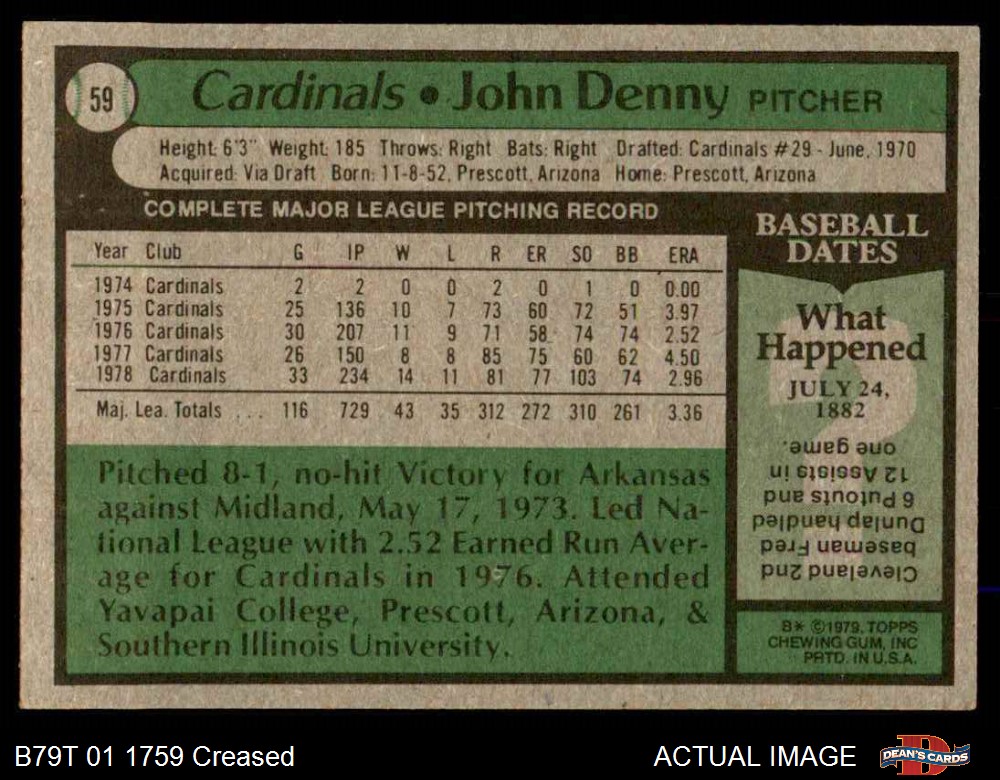 59
Cardinals • John Denny PITCHER
Height: 6'3" Weight: 185 Throws: Right Bats: Right Drafted: Cardinals #29 - June, 1970
Acquired: Via Draft Born: 11-8-52, Prescott, Arizona Home: Prescott, Arizona
COMPLETE MAJOR LEAGUE PITCHING RECORD
Year Club G IP W L R ER SO BB ERA
1974 Cardinals 2 2 0 0 2 0 1 0 0.00
1975 Cardinals 25 136 10 7 73 60 72 51 3.97
1976 Cardinals 30 207 11 9 71 58 74 74 2.52
1977 Cardinals 26 150 8 8 85 75 60 62 4.50
1978 Cardinals 33 234 14 11 81 77 103 74 2.96
Maj. Lea. Totals ... 116 729 43 35 312 272 310 261 3.36
Pitched 8-1, no-hit Victory for Arkansas
against Midland, May 17, 1973. Led Na-
tional League with 2.52 Earned Run Aver-
age for Cardinals in 1976. Attended
Yavapai College, Prescott, Arizona, &
Southern Illinois University.
BASEBALL
DATES
What
Happened
JULY 24,
1882
Cleveland 2nd
baseman Fred
Dunlap handled
6 Putouts and
12 Assists in
one game.
B* ©1979, TOPPS
CHEWING GUM, INC
PRTD. IN U.S.A.
B79T 01 1759 Creased
ACTUAL IMAGE
DEAN'S CARDS